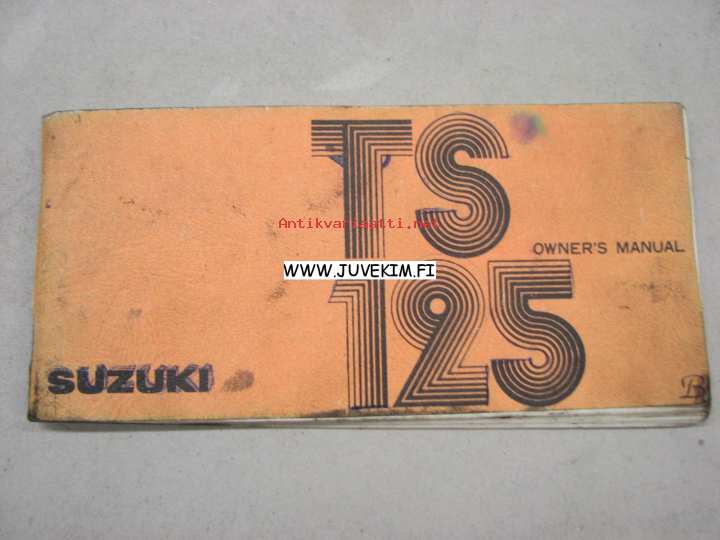 TS
Antikvariaatti.net
OWNER'S MANUAL
WWW.JUVEKIM.FI
125
SUZUKI
B